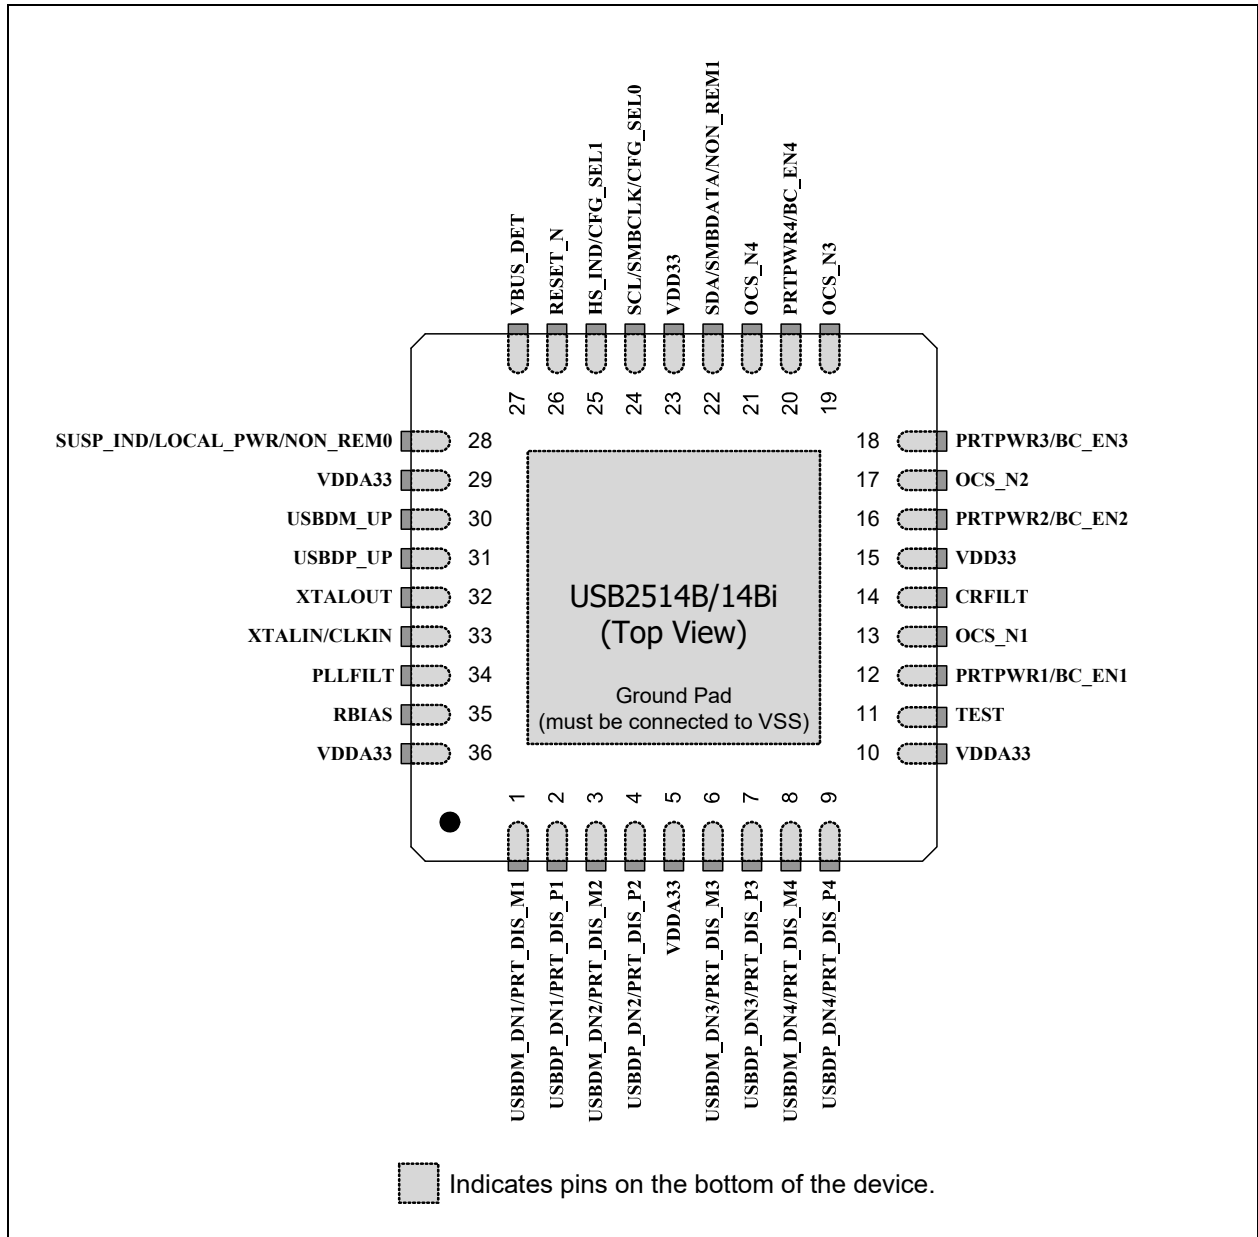 VBUS_DET
RESET_N
HS_IND/CFG_SEL1
SCL/SMBCLK/CFG_SEL0
VDD33
SDA/SMBDATA/NON_REM1
OCS_N4
PRTPWR4/BC_EN4
OCS_N3
27
26
25
24
23
22
21
20
19
SUSP_IND/LOCAL_PWR/NON_REM0 28
VDDA33 29
USBDM_UP 30
USBDP_UP 31
XTALOUT 32
XTALIN/CLKIN 33
PLLFILT 34
RBIAS 35
VDDA33 36
USB2514B/14Bi
(Top View)
Ground Pad
(must be connected to VSS)
18 PRTPWR3/BC_EN3
17 OCS_N2
16 PRTPWR2/BC_EN2
15 VDD33
14 CRFILT
13 OCS_N1
12 PRTPWR1/BC_EN1
11 TEST
10 VDDA33
1
2
3
4
5
6
7
8
9
USBDM_DN1/PRT_DIS_M1
USBDP_DN1/PRT_DIS_P1
USBDM_DN2/PRT_DIS_M2
USBDP_DN2/PRT_DIS_P2
VDDA33
USBDM_DN3/PRT_DIS_M3
USBDP_DN3/PRT_DIS_P3
USBDM_DN4/PRT_DIS_M4
USBDP_DN4/PRT_DIS_P4
Indicates pins on the bottom of the device.